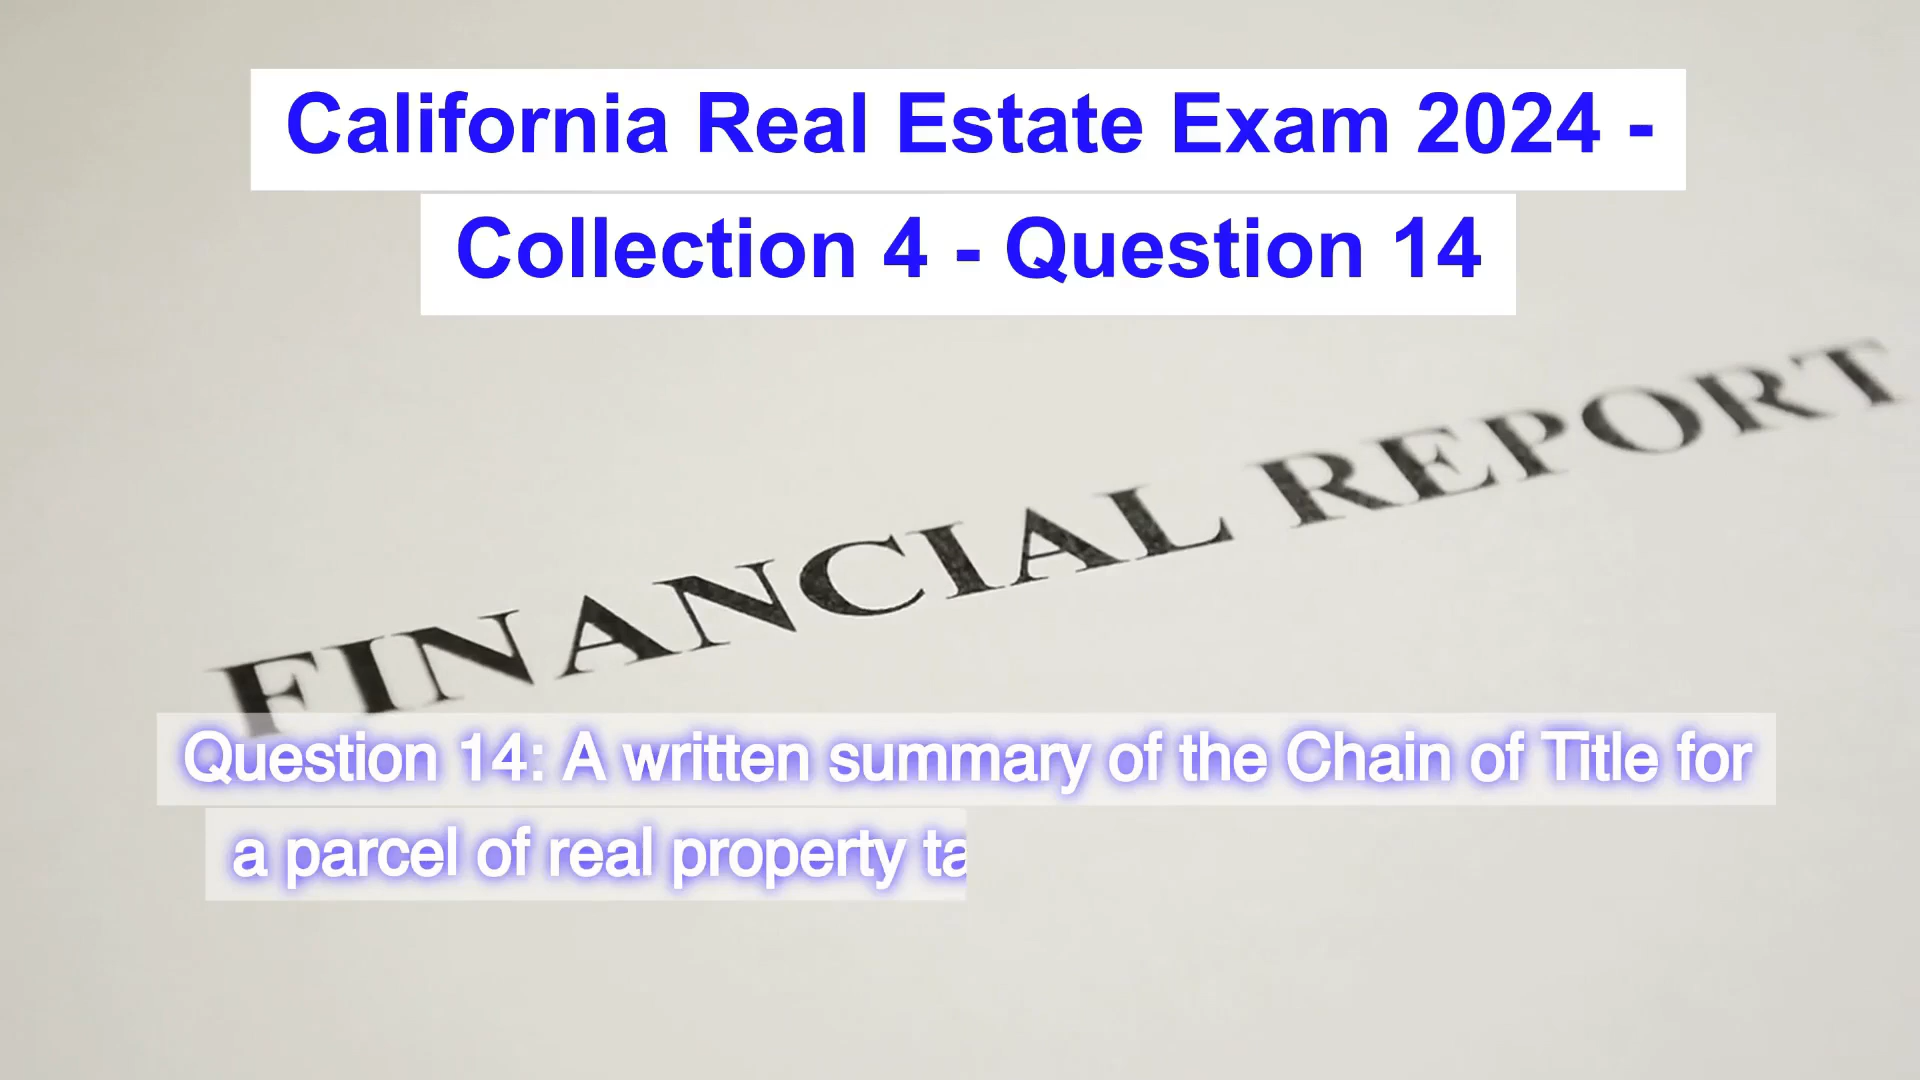 California Real Estate Exam 2024 -
Collection 4 - Question 14
FINANCIAL REPORT
Question 14: A written summary of the Chain of Title for
a parcel of real property